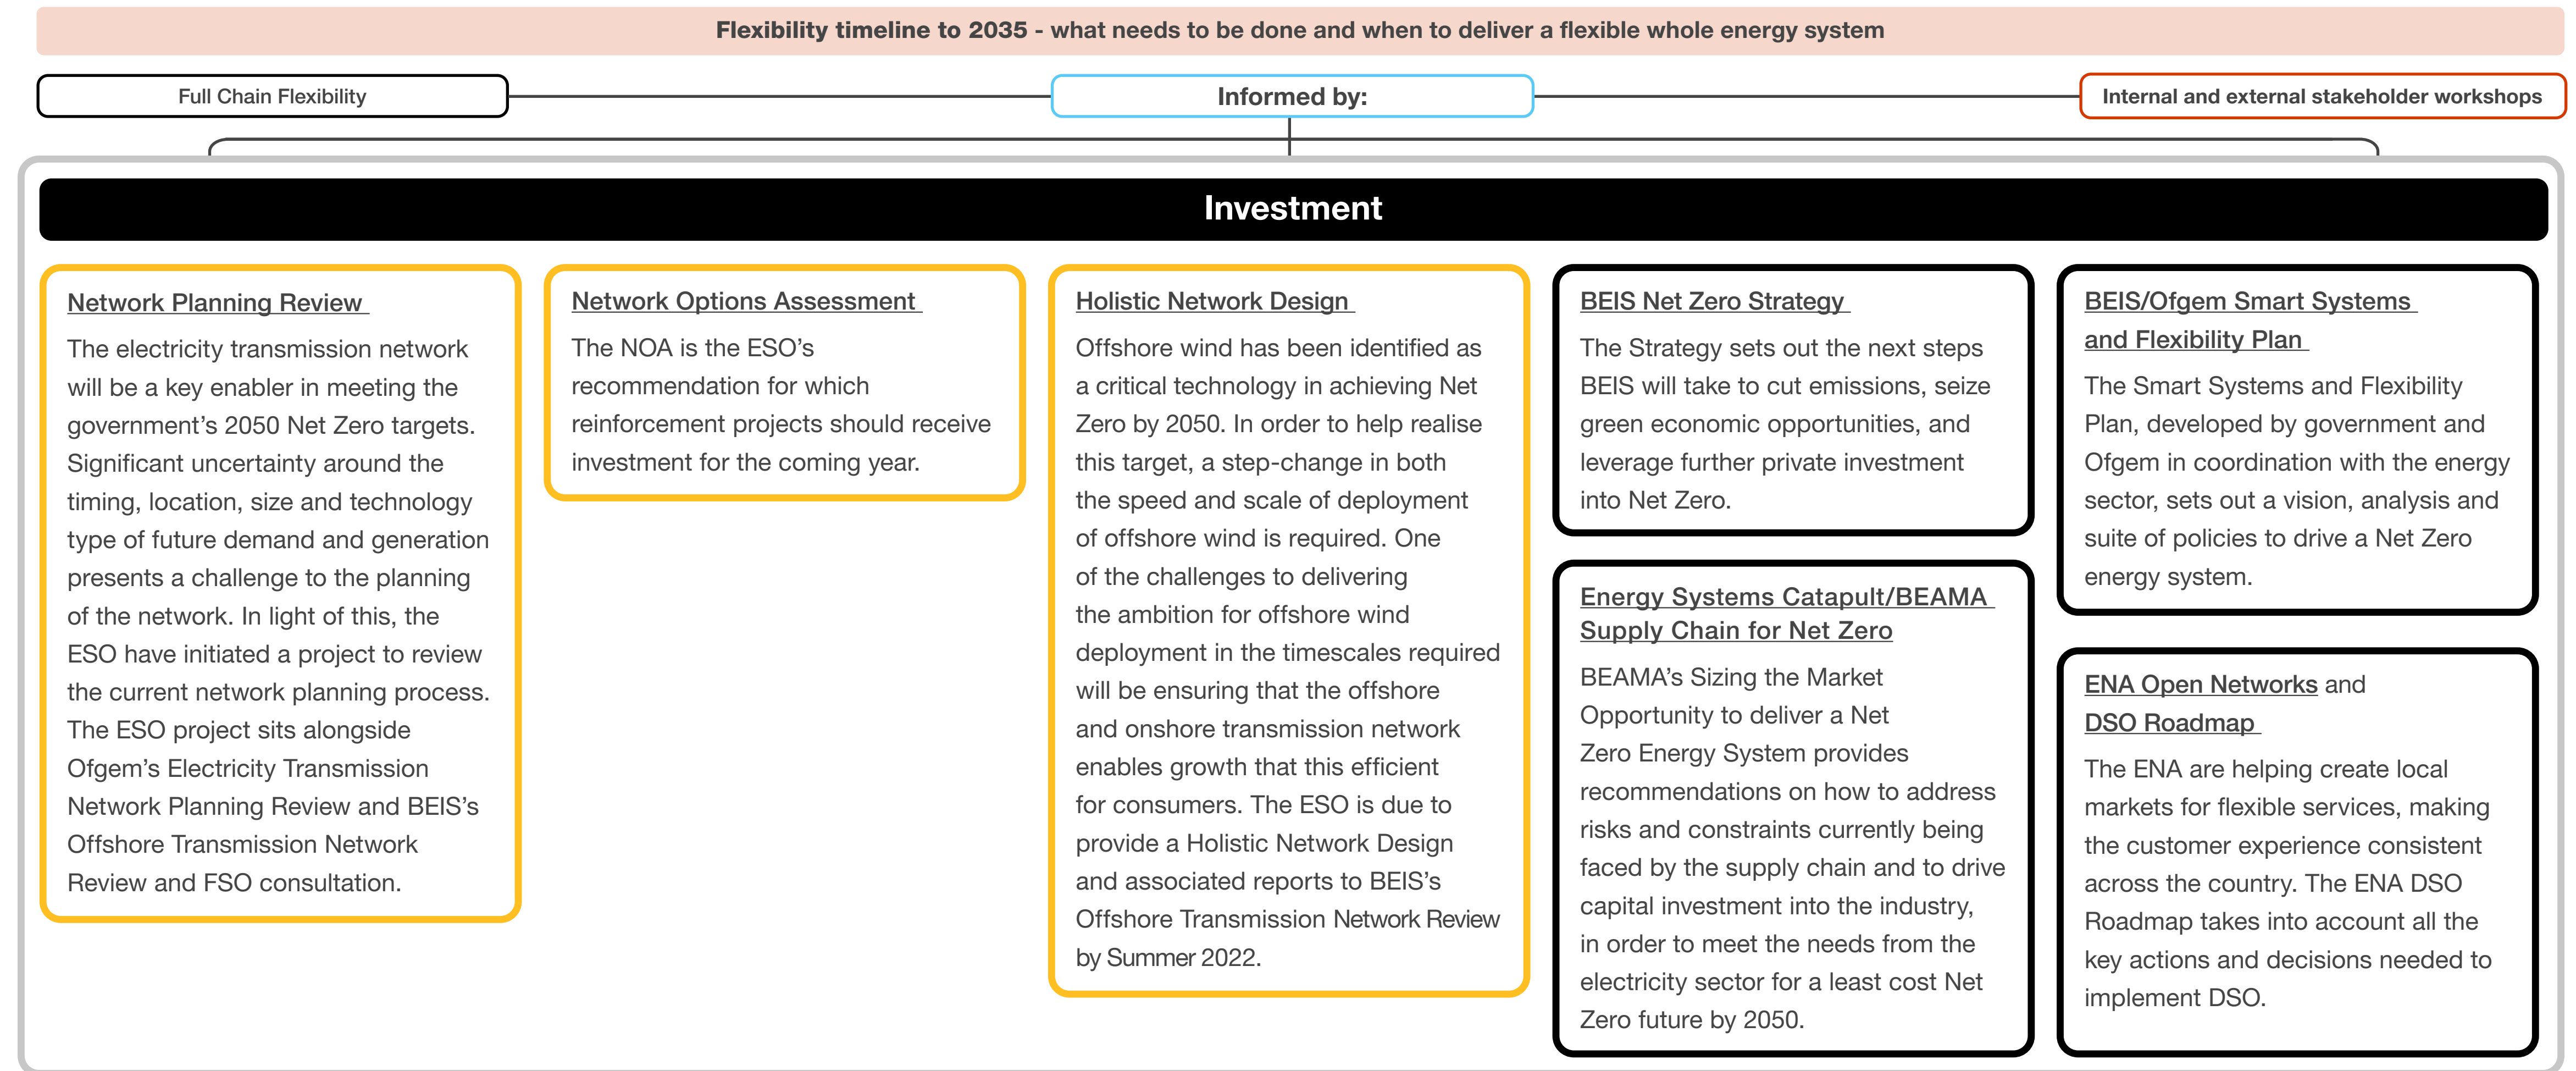 Flexibility timeline to 2035 - what needs to be done and when to deliver a flexible whole energy system
Full Chain Flexibility
Informed by:
Internal and external stakeholder workshops
Investment
Network Planning Review
The electricity transmission network
will be a key enabler in meeting the
government’s 2050 Net Zero targets.
Significant uncertainty around the
timing, location, size and technology
type of future demand and generation
presents a challenge to the planning
of the network. In light of this, the
ESO have initiated a project to review
the current network planning process.
The ESO project sits alongside
Ofgem’s Electricity Transmission
Network Planning Review and BEIS’s
Offshore Transmission Network
Review and FSO consultation.
Network Options Assessment
The NOA is the ESO’s
recommendation for which
reinforcement projects should receive
investment for the coming year.
Holistic Network Design
Offshore wind has been identified as
a critical technology in achieving Net
Zero by 2050. In order to help realise
this target, a step-change in both
the speed and scale of deployment
of offshore wind is required. One
of the challenges to delivering
the ambition for offshore wind
deployment in the timescales required
will be ensuring that the offshore
and onshore transmission network
enables growth that this efficient
for consumers. The ESO is due to
provide a Holistic Network Design
and associated reports to BEIS’s
Offshore Transmission Network Review
by Summer 2022.
BEIS Net Zero Strategy
The Strategy sets out the next steps
BEIS will take to cut emissions, seize
green economic opportunities, and
leverage further private investment
into Net Zero.
Energy Systems Catapult/BEAMA
Supply Chain for Net Zero
BEAMA’s Sizing the Market
Opportunity to deliver a Net
Zero Energy System provides
recommendations on how to address
risks and constraints currently being
faced by the supply chain and to drive
capital investment into the industry,
in order to meet the needs from the
electricity sector for a least cost Net
Zero future by 2050.
BEIS/Ofgem Smart Systems
and Flexibility Plan
The Smart Systems and Flexibility
Plan, developed by government and
Ofgem in coordination with the energy
sector, sets out a vision, analysis and
suite of policies to drive a Net Zero
energy system.
ENA Open Networks and
DSO Roadmap
The ENA are helping create local
markets for flexible services, making
the customer experience consistent
across the country. The ENA DSO
Roadmap takes into account all the
key actions and decisions needed to
implement DSO.